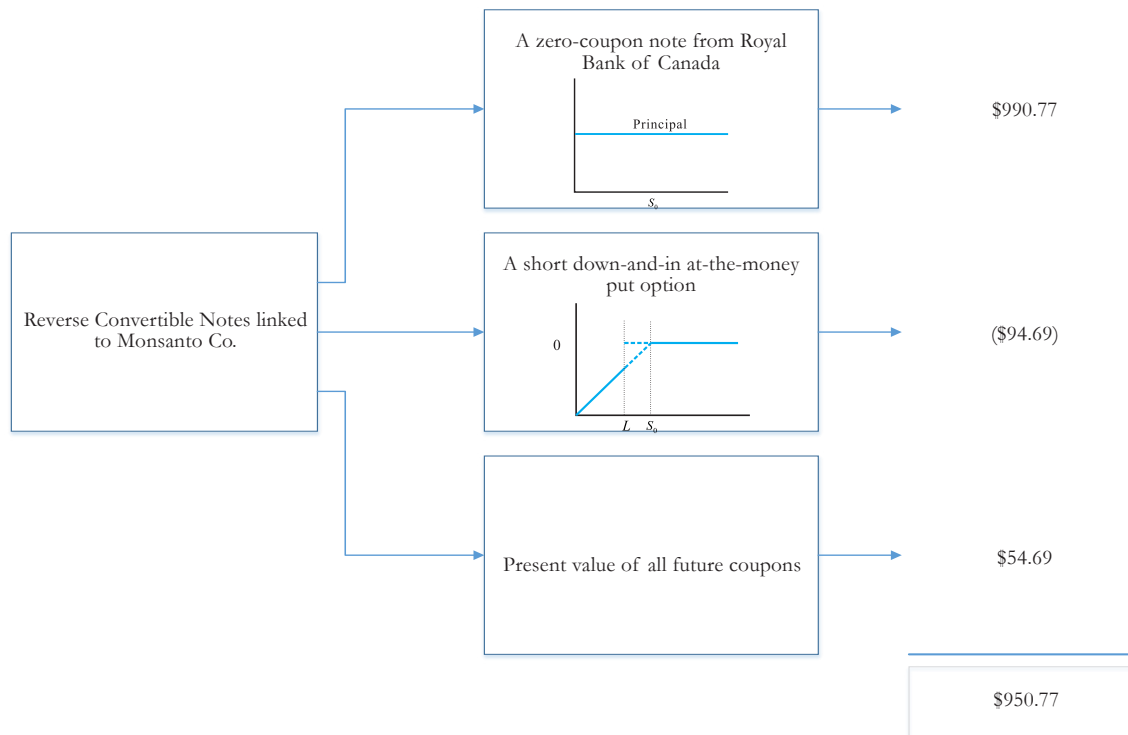 A zero-coupon note from Royal
Bank of Canada
Principal
S₀
$990.77
Reverse Convertible Notes linked
to Monsanto Co.
A short down-and-in at-the-money
put option
0
L S₀
($94.69)
Present value of all future coupons
$54.69
$950.77